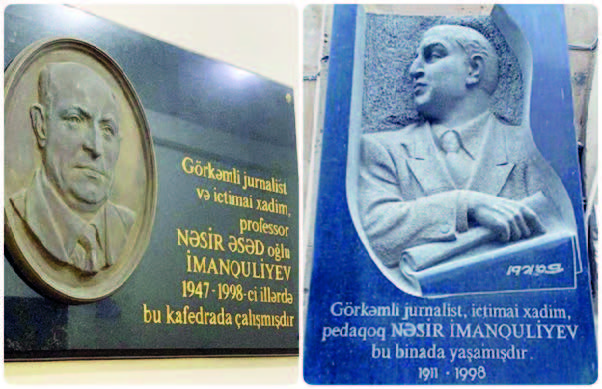 Görkəmli jurnalist
və ictimai xadim,
professor
NƏSİR ƏSƏD oğlu
İMANQULİYEV
1947-1998-ci illərdə
bu kafedrada çalışmışdır
Görkəmli jurnalist, ictimai xadim,
pedaqoq NƏSİR İMANQULİYEV
bu binada yaşamışdır
1911 - 1998